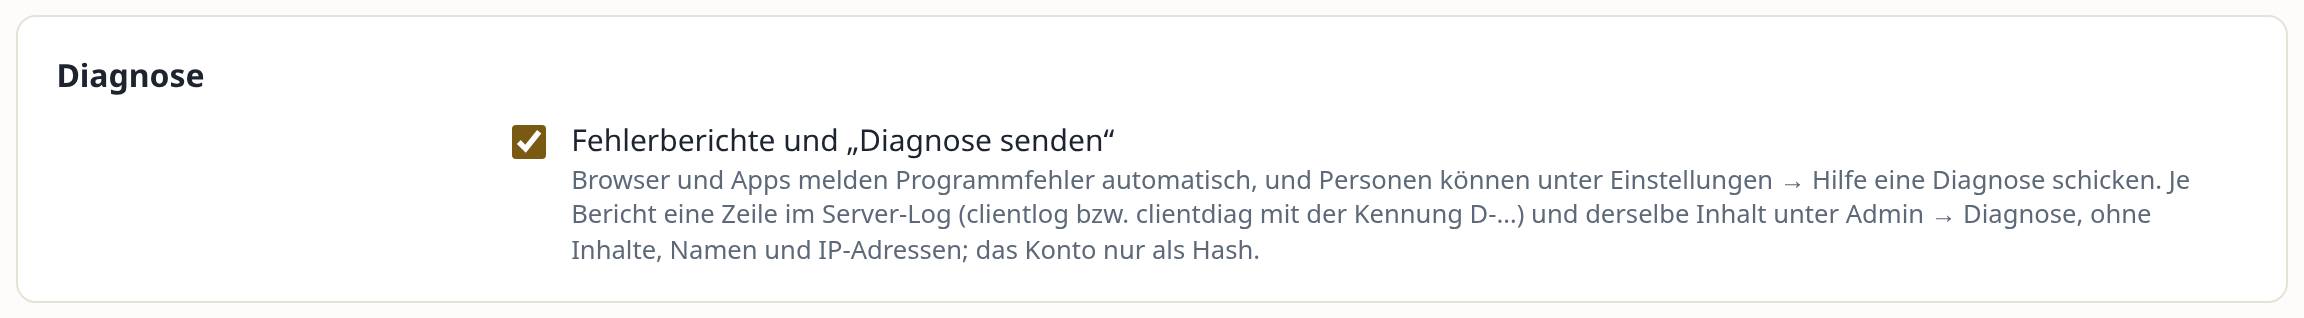 Diagnose
Fehlerberichte und „Diagnose senden“
Browser und Apps melden Programmfehler automatisch, und Personen können unter Einstellungen → Hilfe eine Diagnose schicken. Je
Bericht eine Zeile im Server-Log (clientlog bzw. clientdiag mit der Kennung D-…) und derselbe Inhalt unter Admin → Diagnose, ohne
Inhalte, Namen und IP-Adressen; das Konto nur als Hash.